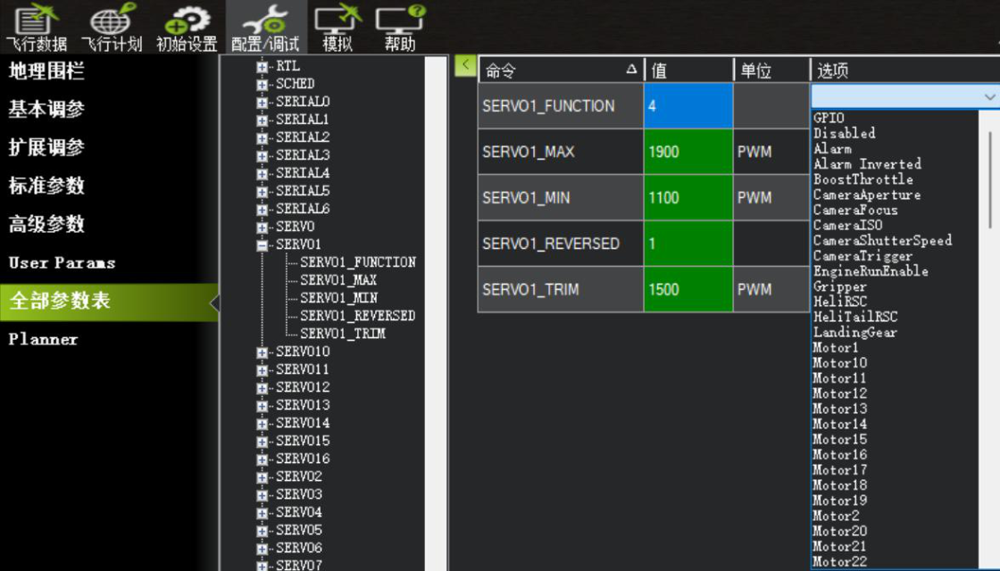 飞行数据 飞行计划 初始设置 配置/调试 模拟 帮助
地理围栏
基本调参
扩展调参
标准参数
高级参数
User Params
全部参数表
Planner
RTL
SCHED
SERIAL0
SERIAL1
SERIAL2
SERIAL3
SERIAL4
SERIAL5
SERIAL6
SERVO
SERVO1
SERVO1_FUNCTION
SERVO1_MAX
SERVO1_MIN
SERVO1_REVERSED
SERVO1_TRIM
SERVO10
SERVO11
SERVO12
SERVO13
SERVO14
SERVO15
SERVO16
SERVO2
SERVO3
SERVO4
SERVO5
SERVO6
SERVO7
命令 值 单位 选项
SERVO1_FUNCTION 4
SERVO1_MAX 1900 PWM
SERVO1_MIN 1100 PWM
SERVO1_REVERSED 1
SERVO1_TRIM 1500 PWM
GPIO
Disabled
Alarm
Alarm Inverted
BoostThrottle
CameraAperture
CameraFocus
CameraISO
CameraShutterSpeed
CameraTrigger
EngineRunEnable
Gripper
HeliRSC
HeliTailRSC
LandingGear
Motor1
Motor10
Motor11
Motor12
Motor13
Motor14
Motor15
Motor16
Motor17
Motor18
Motor19
Motor2
Motor20
Motor21
Motor22